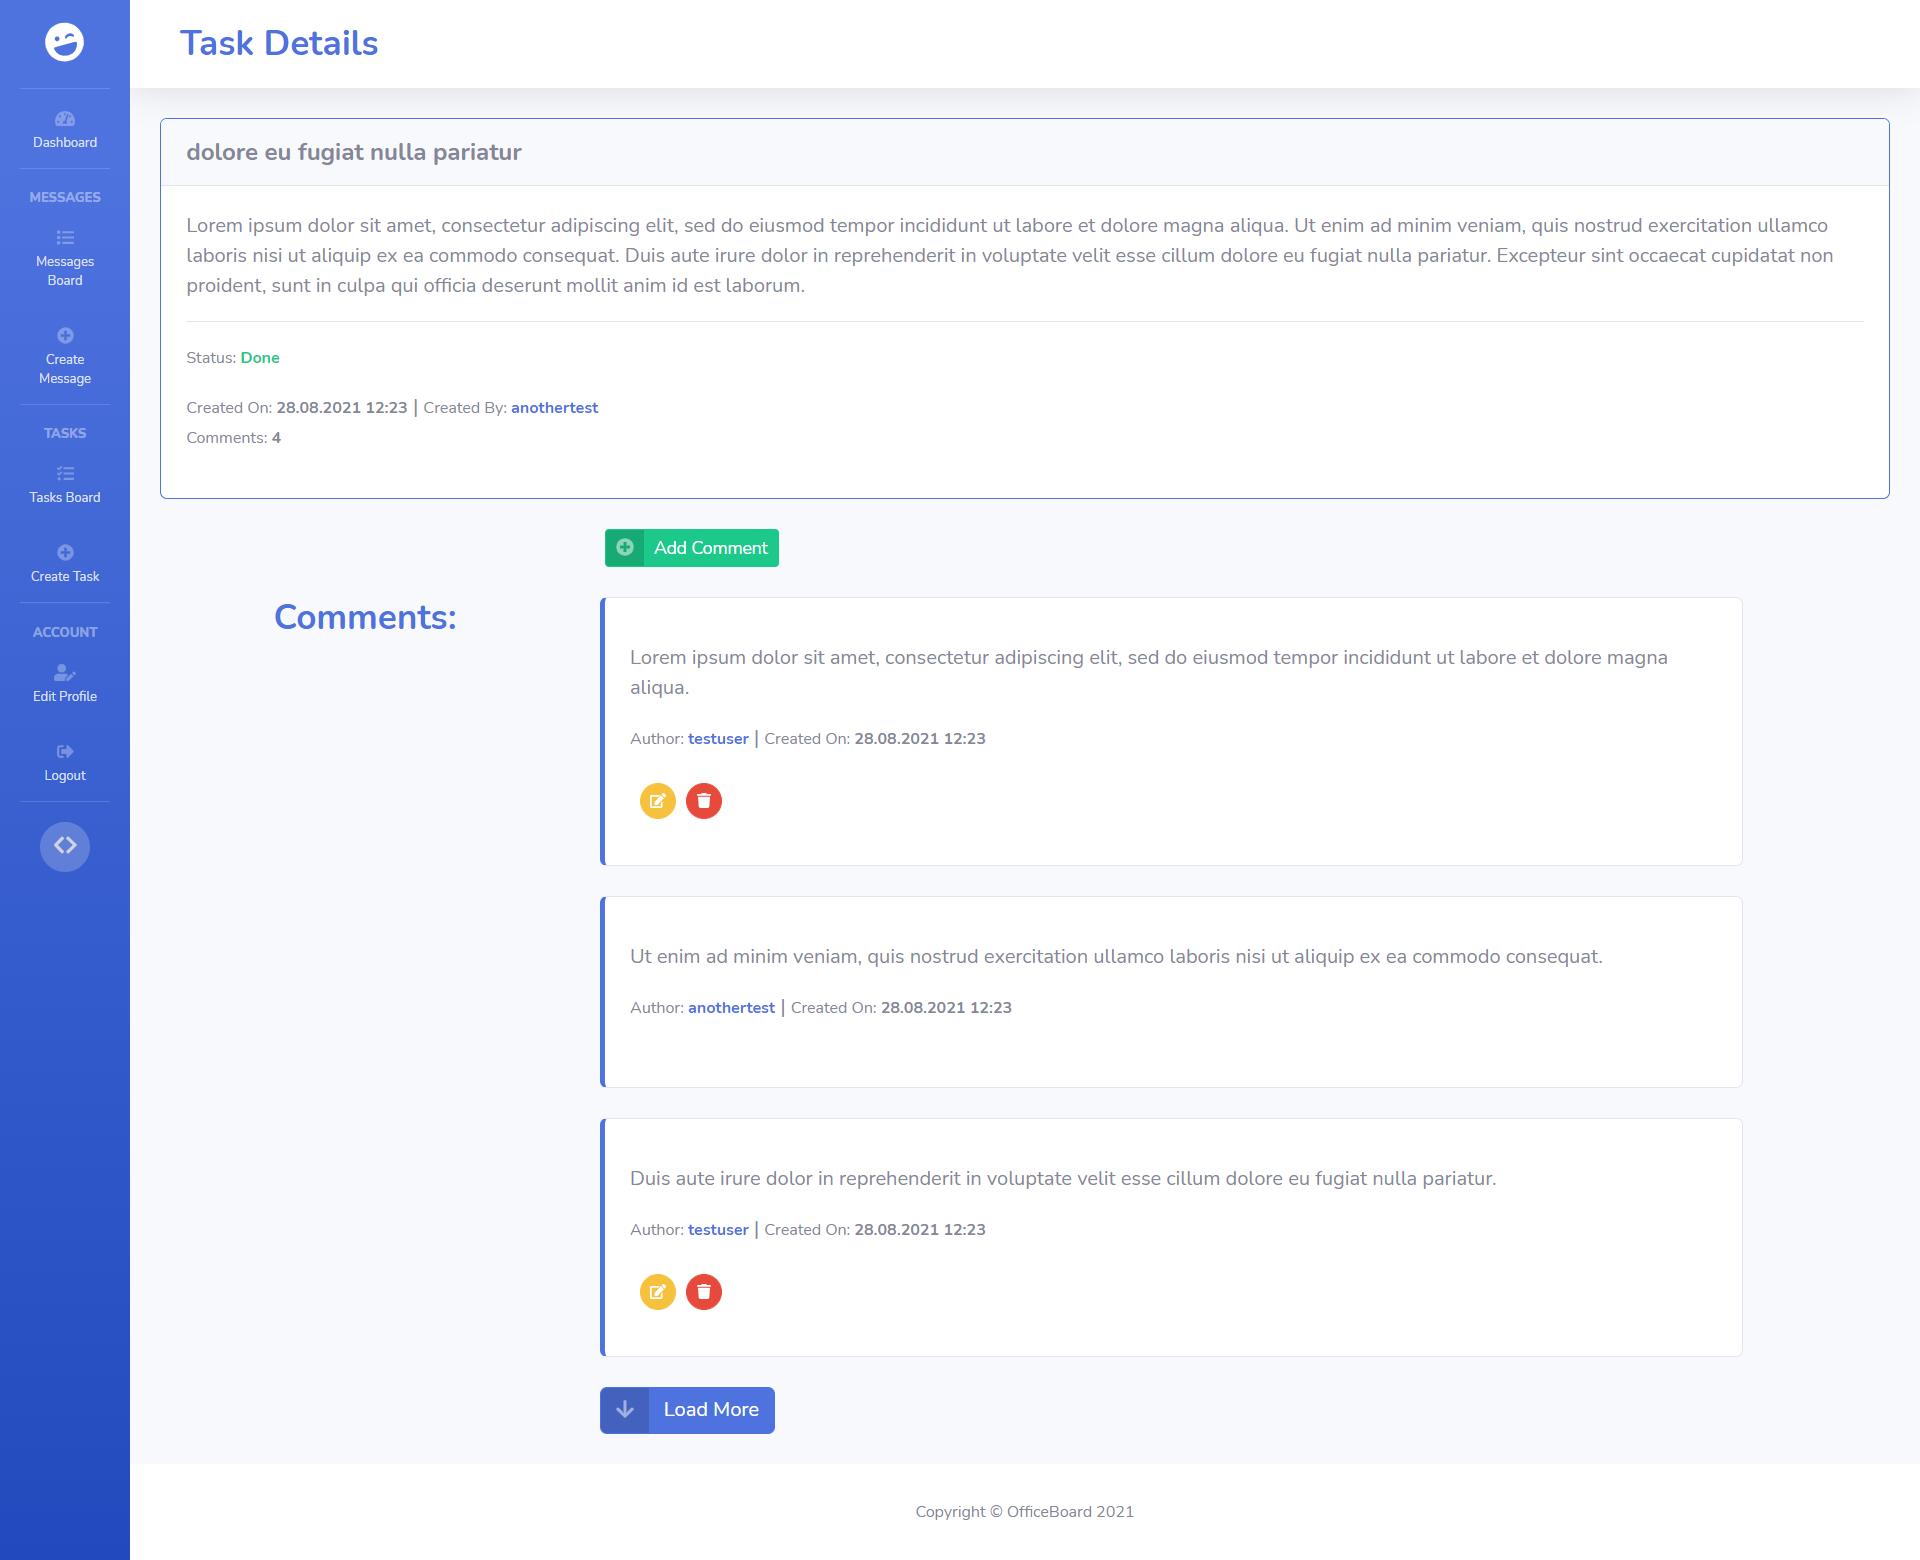 Task Details
Dashboard
MESSAGES
Messages
Board
Create
Message
TASKS
Tasks Board
Create Task
ACCOUNT
Edit Profile
Logout
dolore eu fugiat nulla pariatur
Lorem ipsum dolor sit amet, consectetur adipiscing elit, sed do eiusmod tempor incididunt ut labore et dolore magna aliqua. Ut enim ad minim veniam, quis nostrud exercitation ullamco
laboris nisi ut aliquip ex ea commodo consequat. Duis aute irure dolor in reprehenderit in voluptate velit esse cillum dolore eu fugiat nulla pariatur. Excepteur sint occaecat cupidatat non
proident, sunt in culpa qui officia deserunt mollit anim id est laborum.
Status: Done
Created On: 28.08.2021 12:23 | Created By: anothertest
Comments: 4
Add Comment
Comments:
Lorem ipsum dolor sit amet, consectetur adipiscing elit, sed do eiusmod tempor incididunt ut labore et dolore magna
aliqua.
Author: testuser | Created On: 28.08.2021 12:23
Ut enim ad minim veniam, quis nostrud exercitation ullamco laboris nisi ut aliquip ex ea commodo consequat.
Author: anothertest | Created On: 28.08.2021 12:23
Duis aute irure dolor in reprehenderit in voluptate velit esse cillum dolore eu fugiat nulla pariatur.
Author: testuser | Created On: 28.08.2021 12:23
Load More
Copyright © OfficeBoard 2021